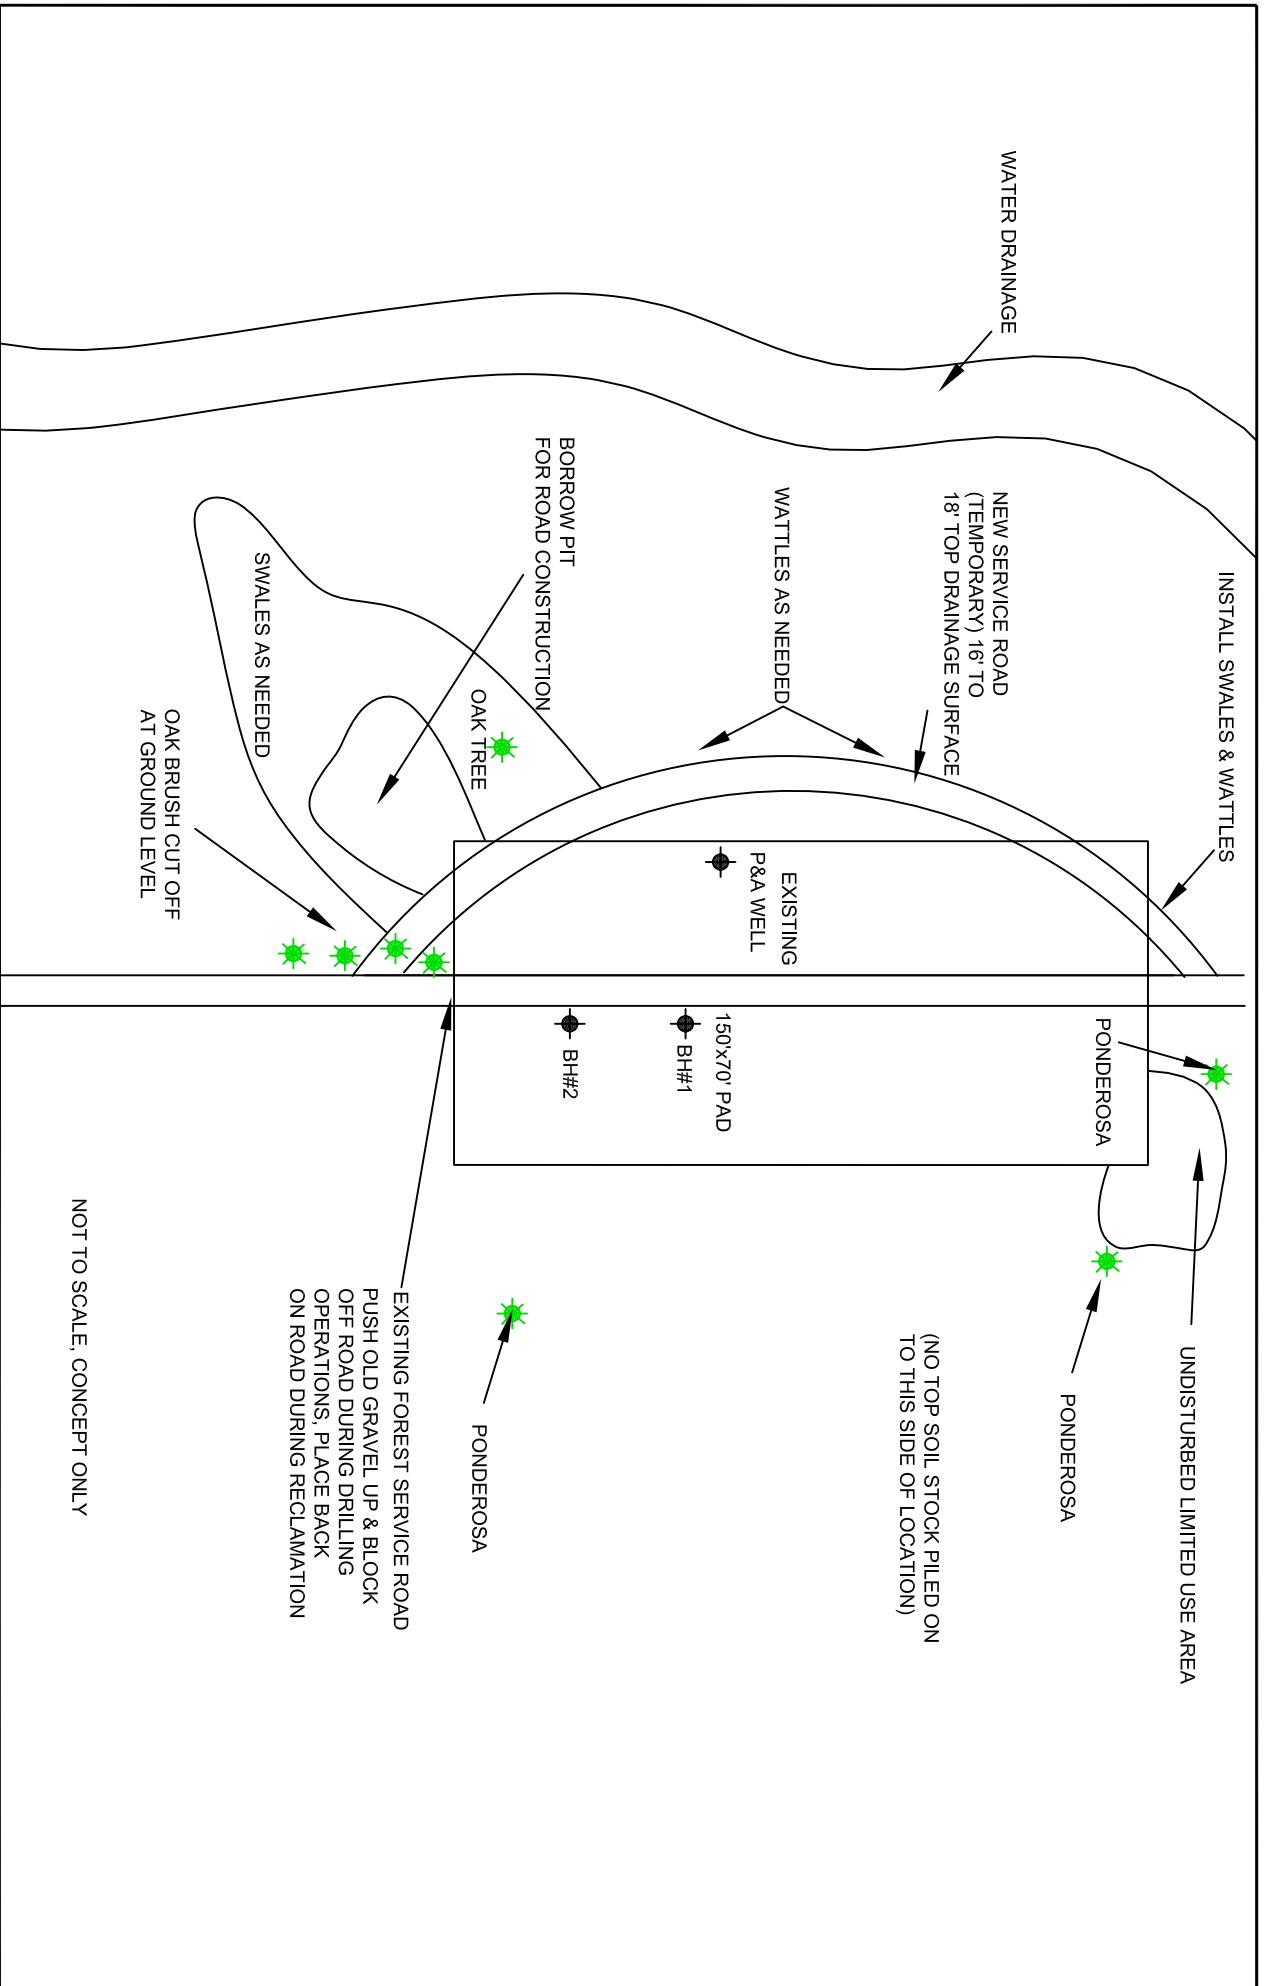 INSTALL SWALES & WATTLES
UNDISTURBED LIMITED USE AREA
WATER DRAINAGE
NEW SERVICE ROAD
(TEMPORARY) 16' TO
18' TOP DRAINAGE SURFACE
PONDEROSA
PONDEROSA
(NO TOP SOIL STOCK PILED ON
TO THIS SIDE OF LOCATION)
WATTLES AS NEEDED
EXISTING
P&A WELL
150'x70' PAD
BH#1
BH#2
BORROW PIT
FOR ROAD CONSTRUCTION
OAK TREE
PONDEROSA
EXISTING FOREST SERVICE ROAD
PUSH OLD GRAVEL UP & BLOCK
OFF ROAD DURING DRILLING
OPERATIONS, PLACE BACK
ON ROAD DURING RECLAMATION
SWALES AS NEEDED
OAK BRUSH CUT OFF
AT GROUND LEVEL
NOT TO SCALE, CONCEPT ONLY